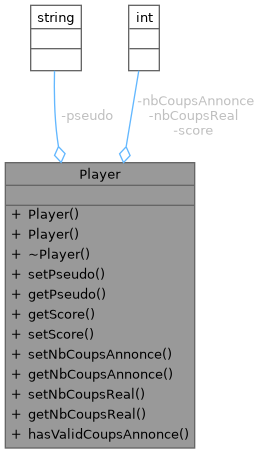 string
int
-pseudo
-nbCoupsAnnonce
-nbCoupsReal
-score
Player
+ Player()
+ Player()
+ ~Player()
+ setPseudo()
+ getPseudo()
+ getScore()
+ setScore()
+ setNbCoupsAnnonce()
+ getNbCoupsAnnonce()
+ setNbCoupsReal()
+ getNbCoupsReal()
+ hasValidCoupsAnnonce()